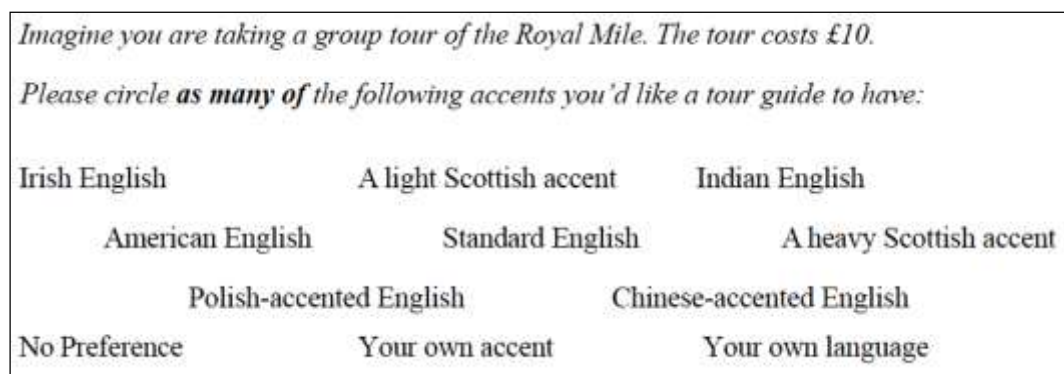 Imagine you are taking a group tour of the Royal Mile. The tour costs £10.
Please circle as many of the following accents you'd like a tour guide to have:
Irish English A light Scottish accent Indian English
American English Standard English A heavy Scottish accent
Polish-accented English Chinese-accented English
No Preference Your own accent Your own language